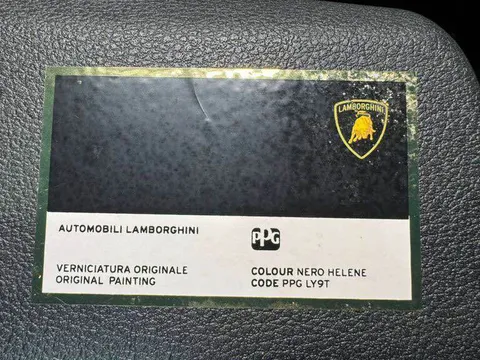 LAMBORGHINI
AUTOMOBILI LAMBORGHINI
PPG
VERNICIATURA ORIGINALE
ORIGINAL PAINTING
COLOUR NERO HELENE
CODE PPG LY9T